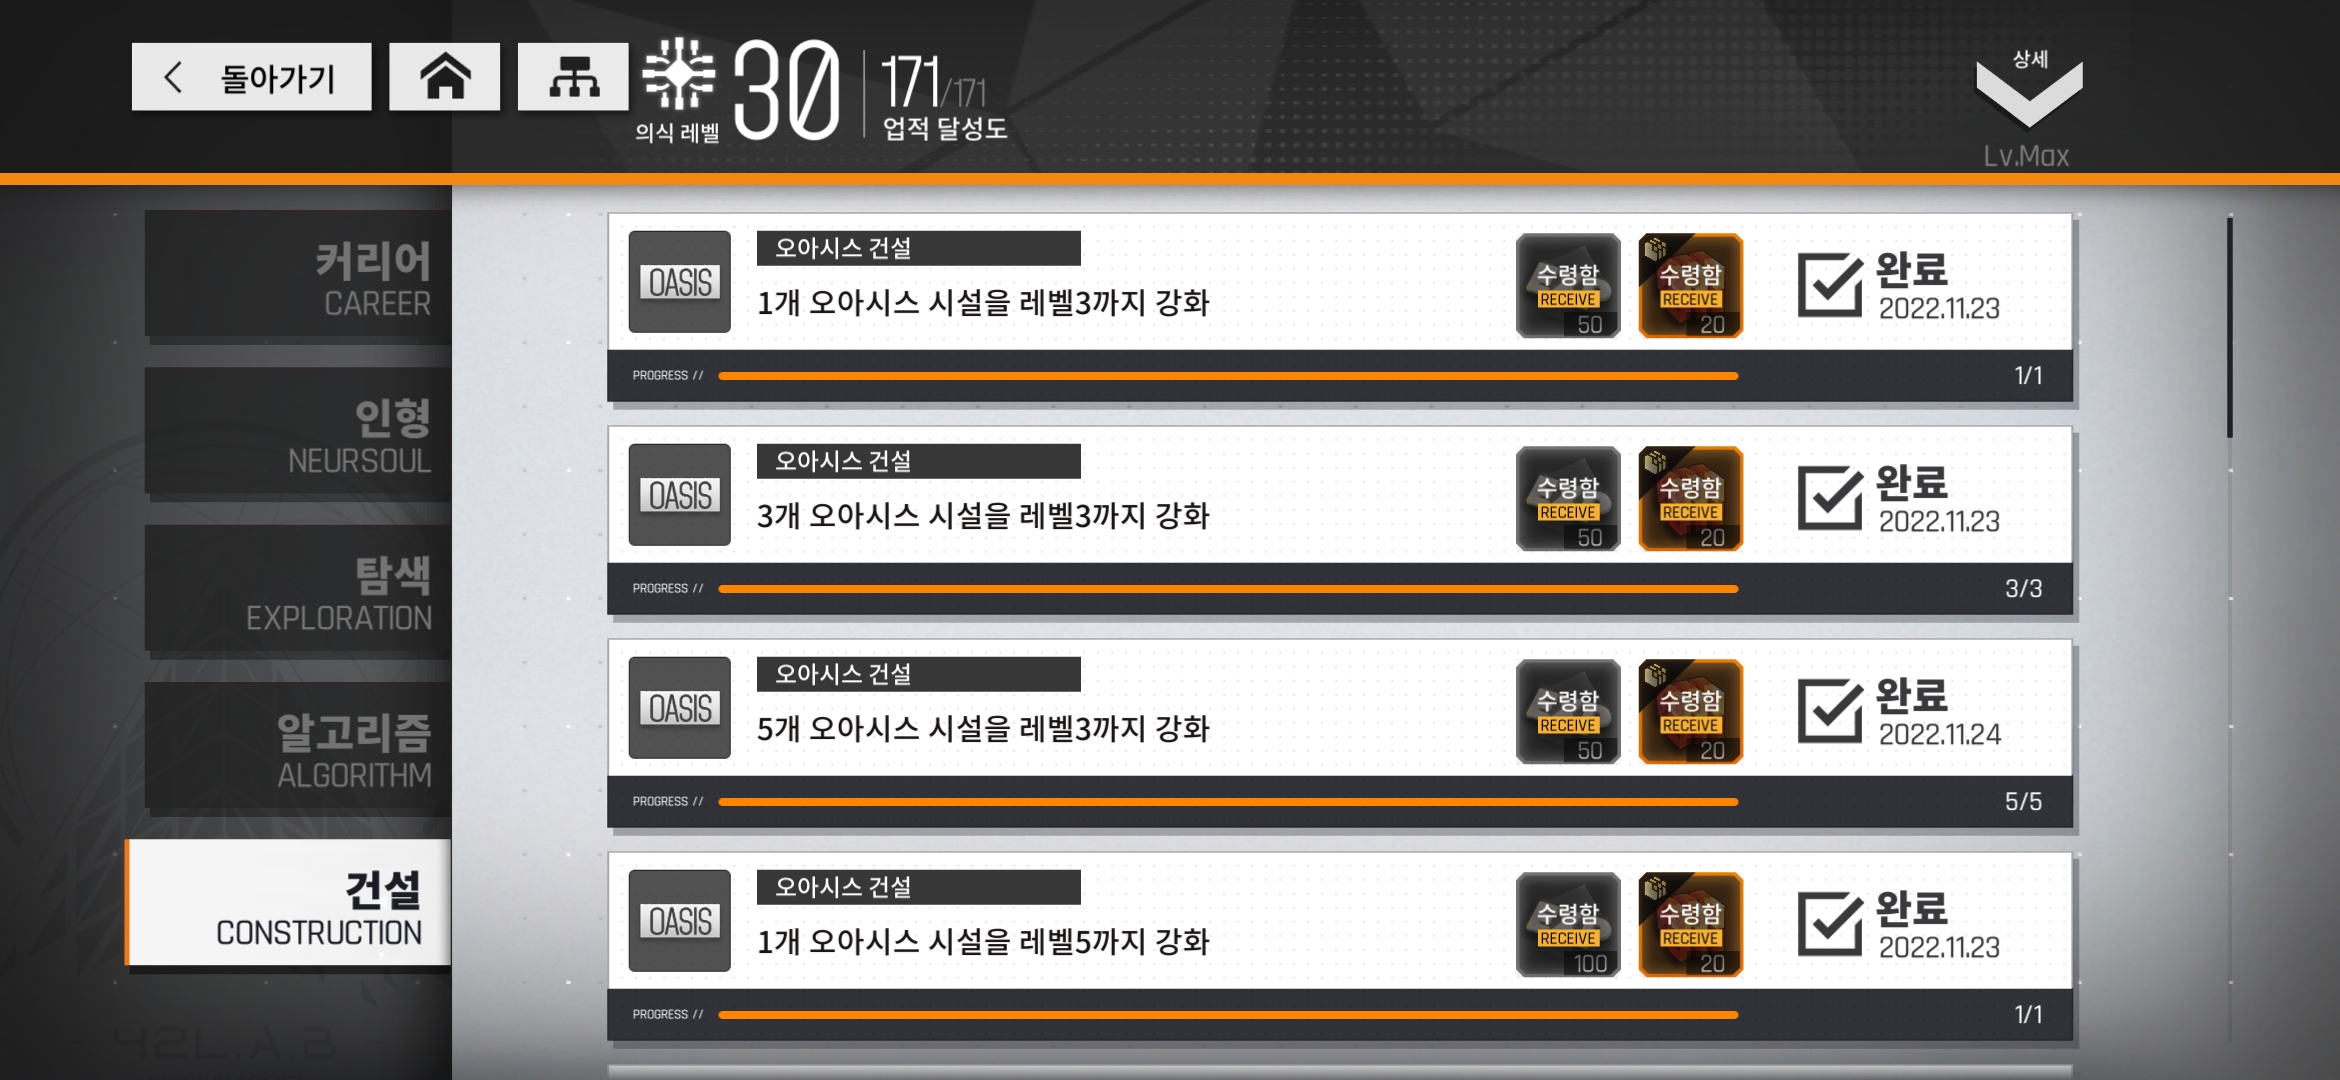 돌아가기
의식 레벨
30
171/171
업적 달성도
상세
Lv.Max
커리어
CAREER
인형
NEURSOUL
탐색
EXPLORATION
알고리즘
ALGORITHM
건설
CONSTRUCTION
42L.A.B
OASIS
오아시스 건설
1개 오아시스 시설을 레벨3까지 강화
수령함
RECEIVE
50
수령함
RECEIVE
20
완료
2022.11.23
PROGRESS //
1/1
OASIS
오아시스 건설
3개 오아시스 시설을 레벨3까지 강화
수령함
RECEIVE
50
수령함
RECEIVE
20
완료
2022.11.23
PROGRESS //
3/3
OASIS
오아시스 건설
5개 오아시스 시설을 레벨3까지 강화
수령함
RECEIVE
50
수령함
RECEIVE
20
완료
2022.11.24
PROGRESS //
5/5
OASIS
오아시스 건설
1개 오아시스 시설을 레벨5까지 강화
수령함
RECEIVE
100
수령함
RECEIVE
20
완료
2022.11.23
PROGRESS //
1/1